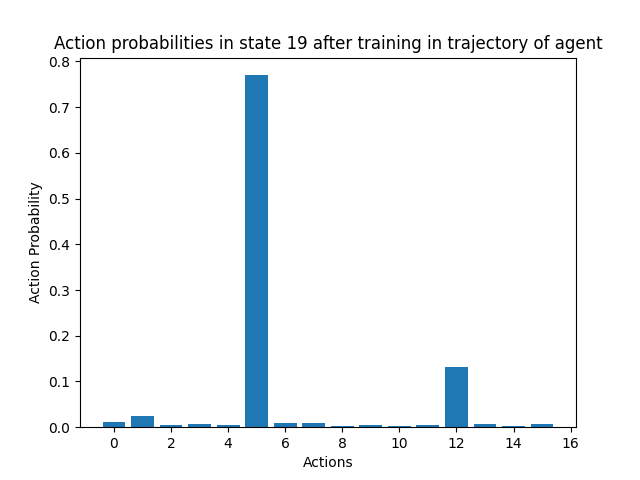 Action probabilities in state 19 after training in trajectory of agent
0.8
0.7
0.6
0.5
0.4
0.3
0.2
0.1
0.0
Action Probability
0 2 4 6 8 10 12 14 16
Actions